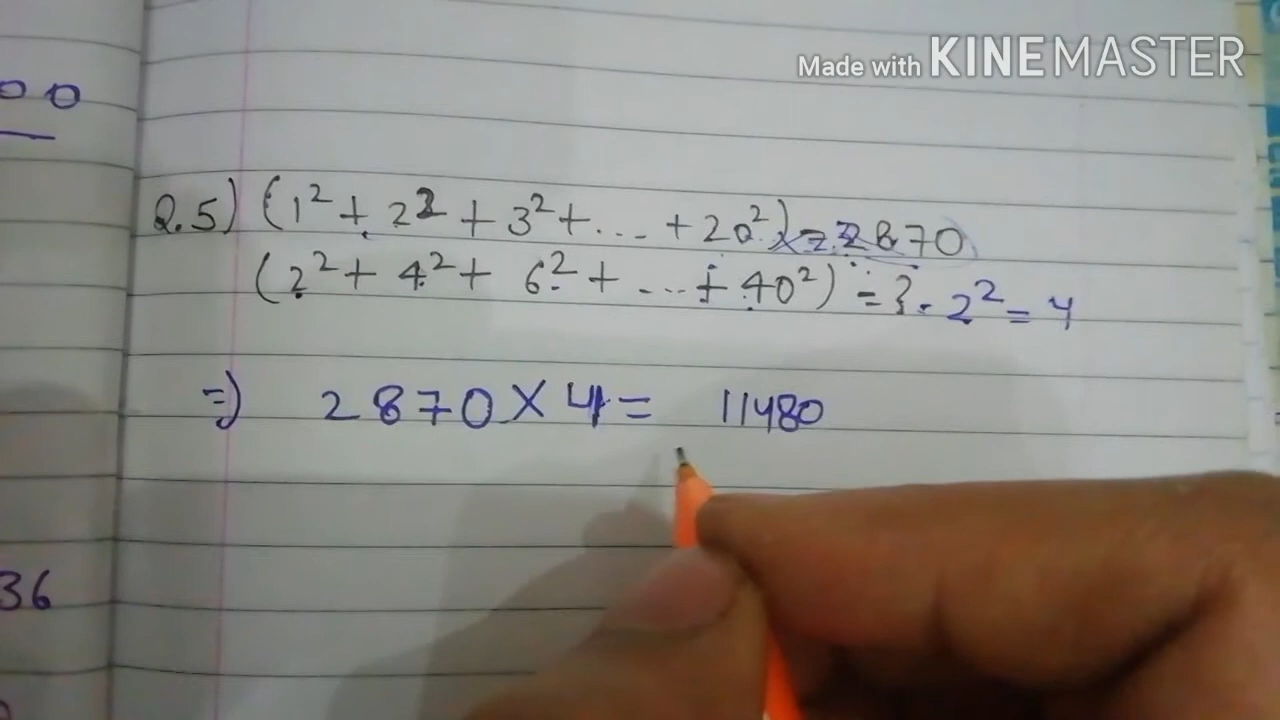 Made with KINEMASTER
00
Q.5) (1² + 2² + 3² + ... + 20²) = 2870
(2² + 4² + 6² + ... + 40²) = ?. 2² = 4
=) 2870 X 4 = 11480
36